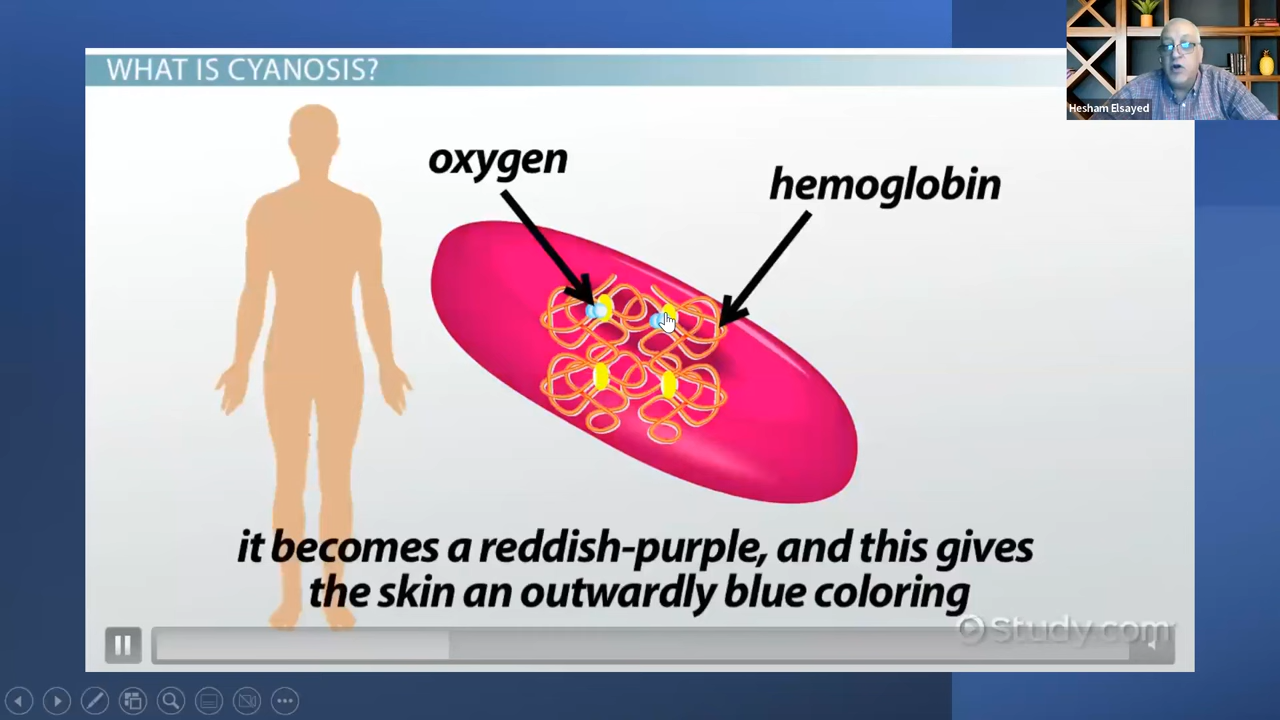 WHAT IS CYANOSIS?
Hesham Elsayed
oxygen
hemoglobin
it becomes a reddish-purple, and this gives
the skin an outwardly blue coloring
Study.com